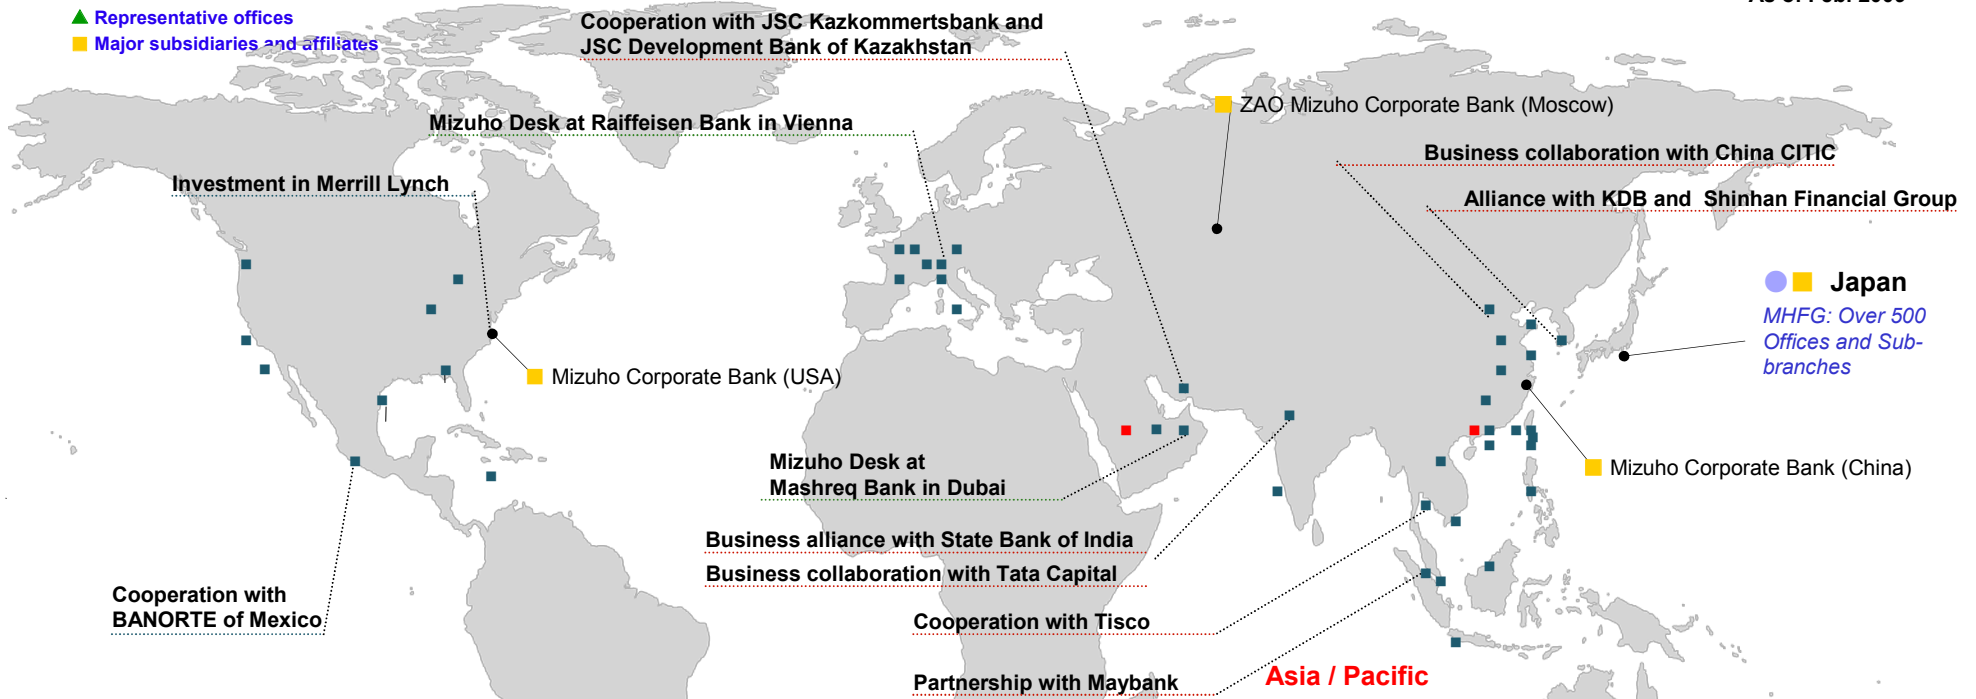 Representative offices
Major subsidiaries and affiliates
Cooperation with JSC Kazkommertsbank and
JSC Development Bank of Kazakhstan
ZAO Mizuho Corporate Bank (Moscow)
Mizuho Desk at Raiffeisen Bank in Vienna
Business collaboration with China CITIC
Investment in Merrill Lynch
Alliance with KDB and Shinhan Financial Group
Japan
MHFG: Over 500
Offices and Sub-
branches
Mizuho Corporate Bank (USA)
Mizuho Desk at
Mashreq Bank in Dubai
Mizuho Corporate Bank (China)
Business alliance with State Bank of India
Business collaboration with Tata Capital
Cooperation with
BANORTE of Mexico
Cooperation with Tisco
Partnership with Maybank
Asia / Pacific